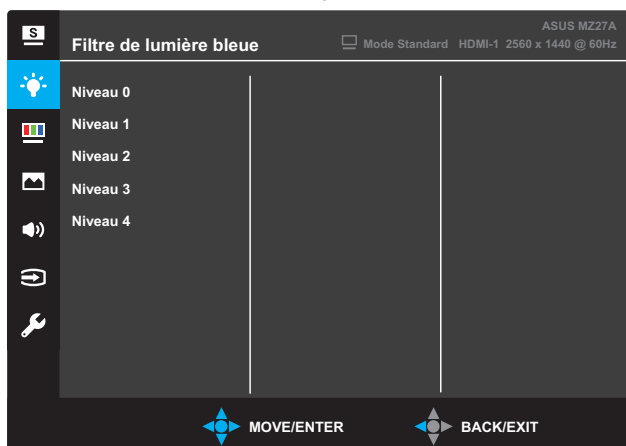 S
ASUS MZ27A
Filtre de lumière bleue
Mode Standard HDMI-1 2560 x 1440 @ 60Hz
Niveau 0
Niveau 1
Niveau 2
Niveau 3
Niveau 4
MOVE/ENTER BACK/EXIT